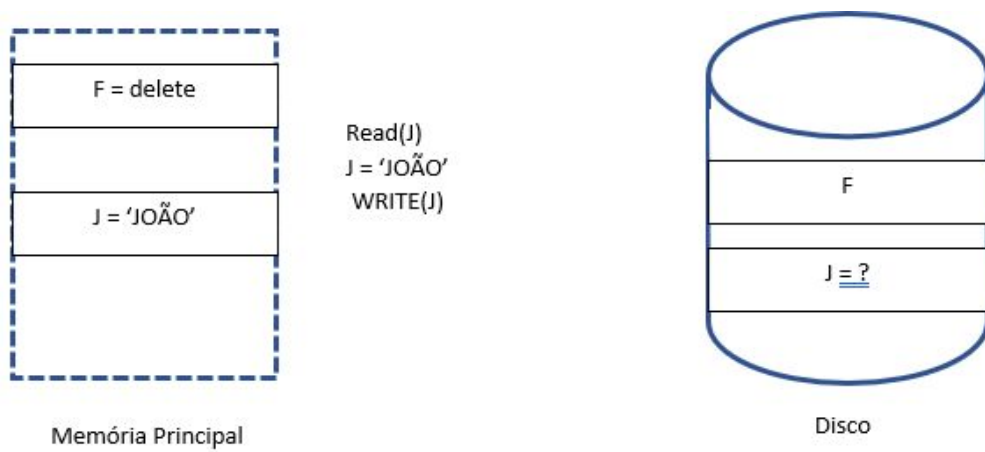 F = delete
J = ‘JOÃO’
Read(J)
J = ‘JOÃO’
WRITE(J)
F
J = ?
Memória Principal
Disco